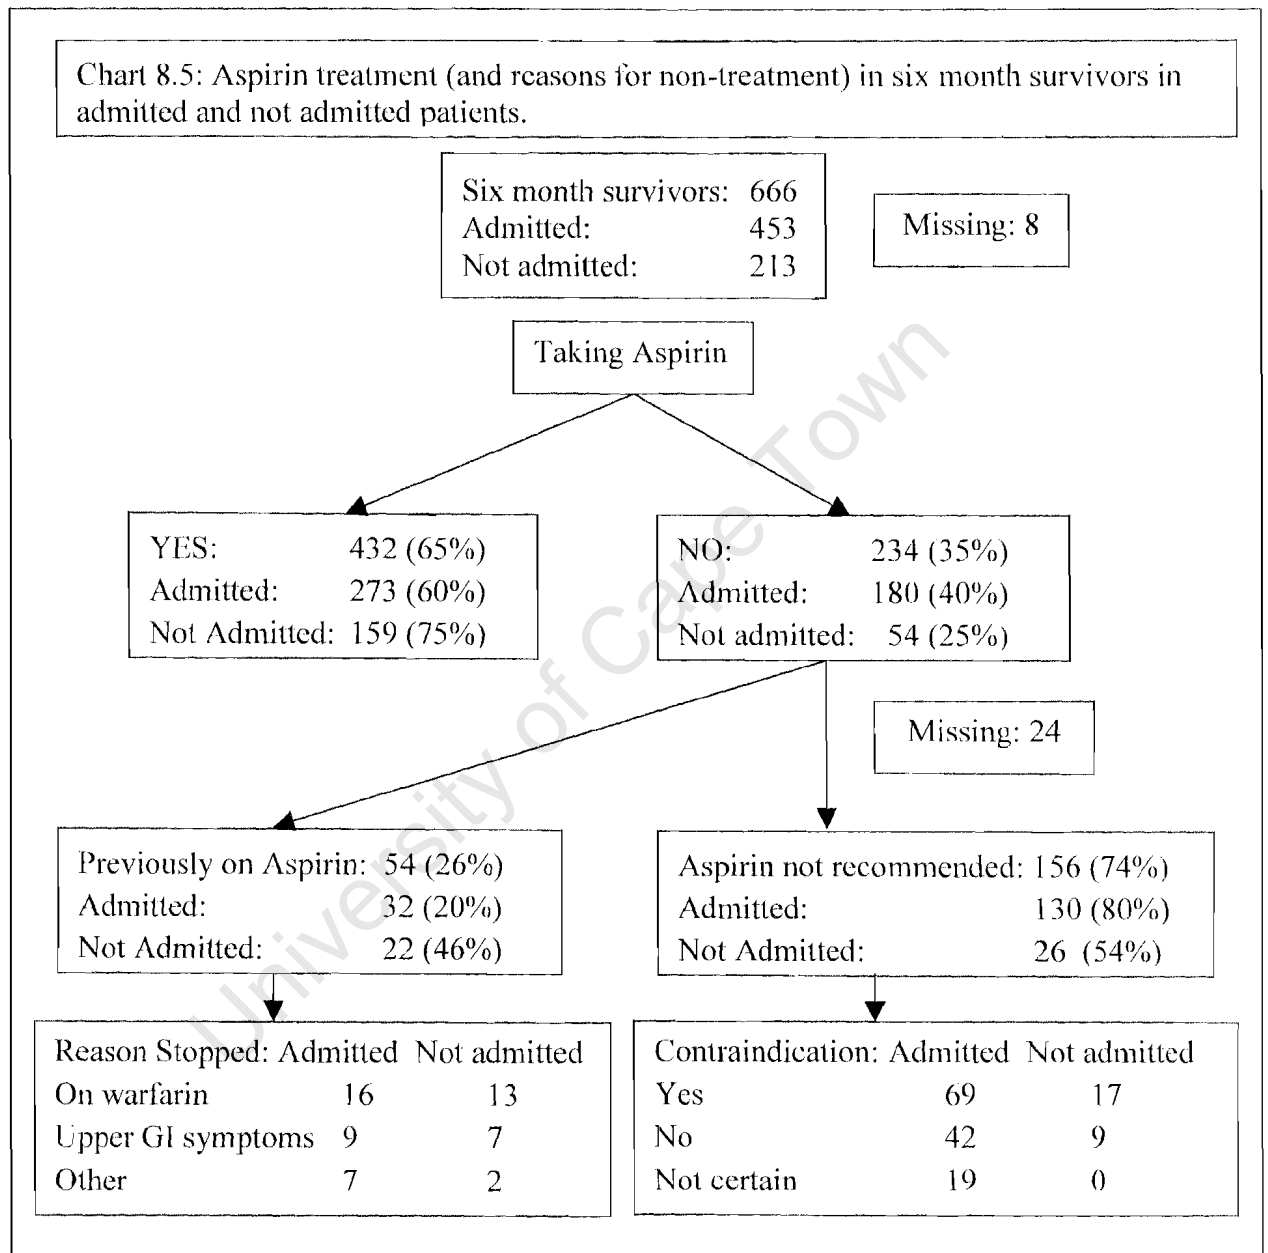 Chart 8.5: Aspirin treatment (and reasons for non-treatment) in six month survivors in
admitted and not admitted patients.
Six month survivors: 666
Admitted: 453
Not admitted: 213
Missing: 8
Taking Aspirin
YES: 432 (65%)
Admitted: 273 (60%)
Not Admitted: 159 (75%)
NO: 234 (35%)
Admitted: 180 (40%)
Not admitted: 54 (25%)
Missing: 24
Previously on Aspirin: 54 (26%)
Admitted: 32 (20%)
Not Admitted: 22 (46%)
Aspirin not recommended: 156 (74%)
Admitted: 130 (80%)
Not Admitted: 26 (54%)
Reason Stopped: Admitted Not admitted
On warfarin 16 13
Upper GI symptoms 9 7
Other 7 2
Contraindication: Admitted Not admitted
Yes 69 17
No 42 9
Not certain 19 0
University of Cape Town